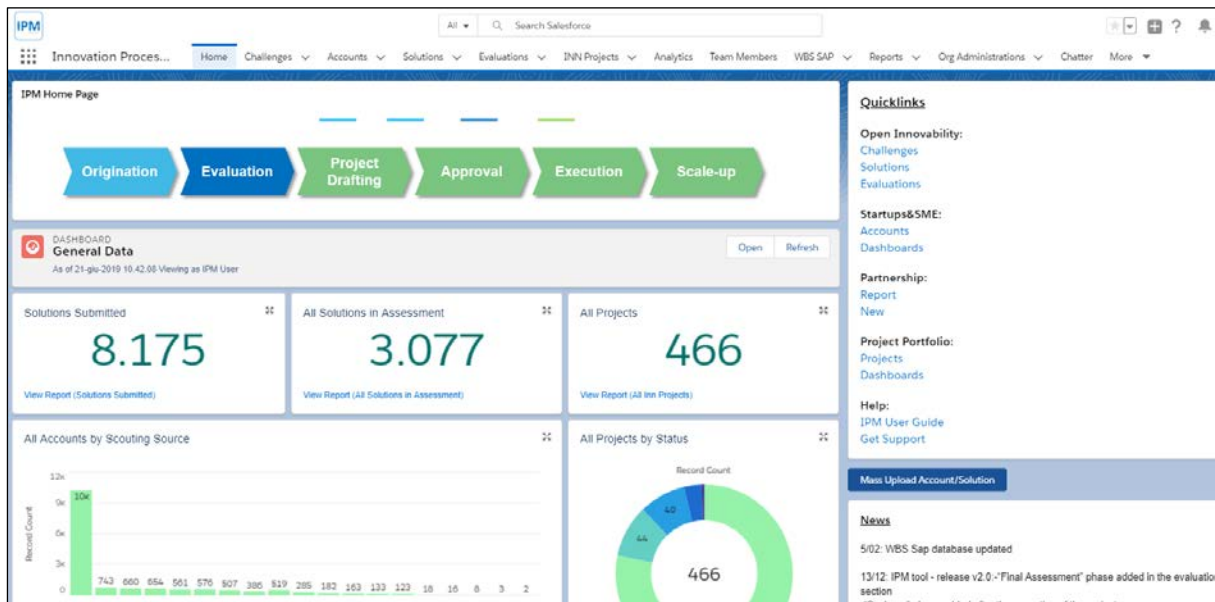 IPM
All
Search Salesforce
Innovation Proces...
Home
Challenges
Accounts
Solutions
Evaluations
INN Projects
Analytics
Team Members
WBS SAP
Reports
Org Administrations
Chatter
More
IPM Home Page
Origination
Evaluation
Project
Drafting
Approval
Execution
Scale-up
DASHBOARD
General Data
As of 21-giu-2019 10.42.08 Viewing as IPM User
Open
Refresh
Solutions Submitted
8.175
View Report (Solutions Submitted)
All Solutions in Assessment
3.077
View Report (All Solutions in Assessment)
All Projects
466
View Report (All Inn Projects)
All Accounts by Scouting Source
Record Count
12k
9k
6k
3k
0
10k
743 660 654 561 576 507 386 519 285 182 163 133 123 18 16 8 3 2
All Projects by Status
Record Count
40
44
466
Quicklinks
Open Innovability:
Challenges
Solutions
Evaluations
Startups&SME:
Accounts
Dashboards
Partnership:
Report
New
Project Portfolio:
Projects
Dashboards
Help:
IPM User Guide
Get Support
Mass Upload Account/Solution
News
5/02: WBS Sap database updated
13/12: IPM tool - release v2.0:-"Final Assessment" phase added in the evaluation
section